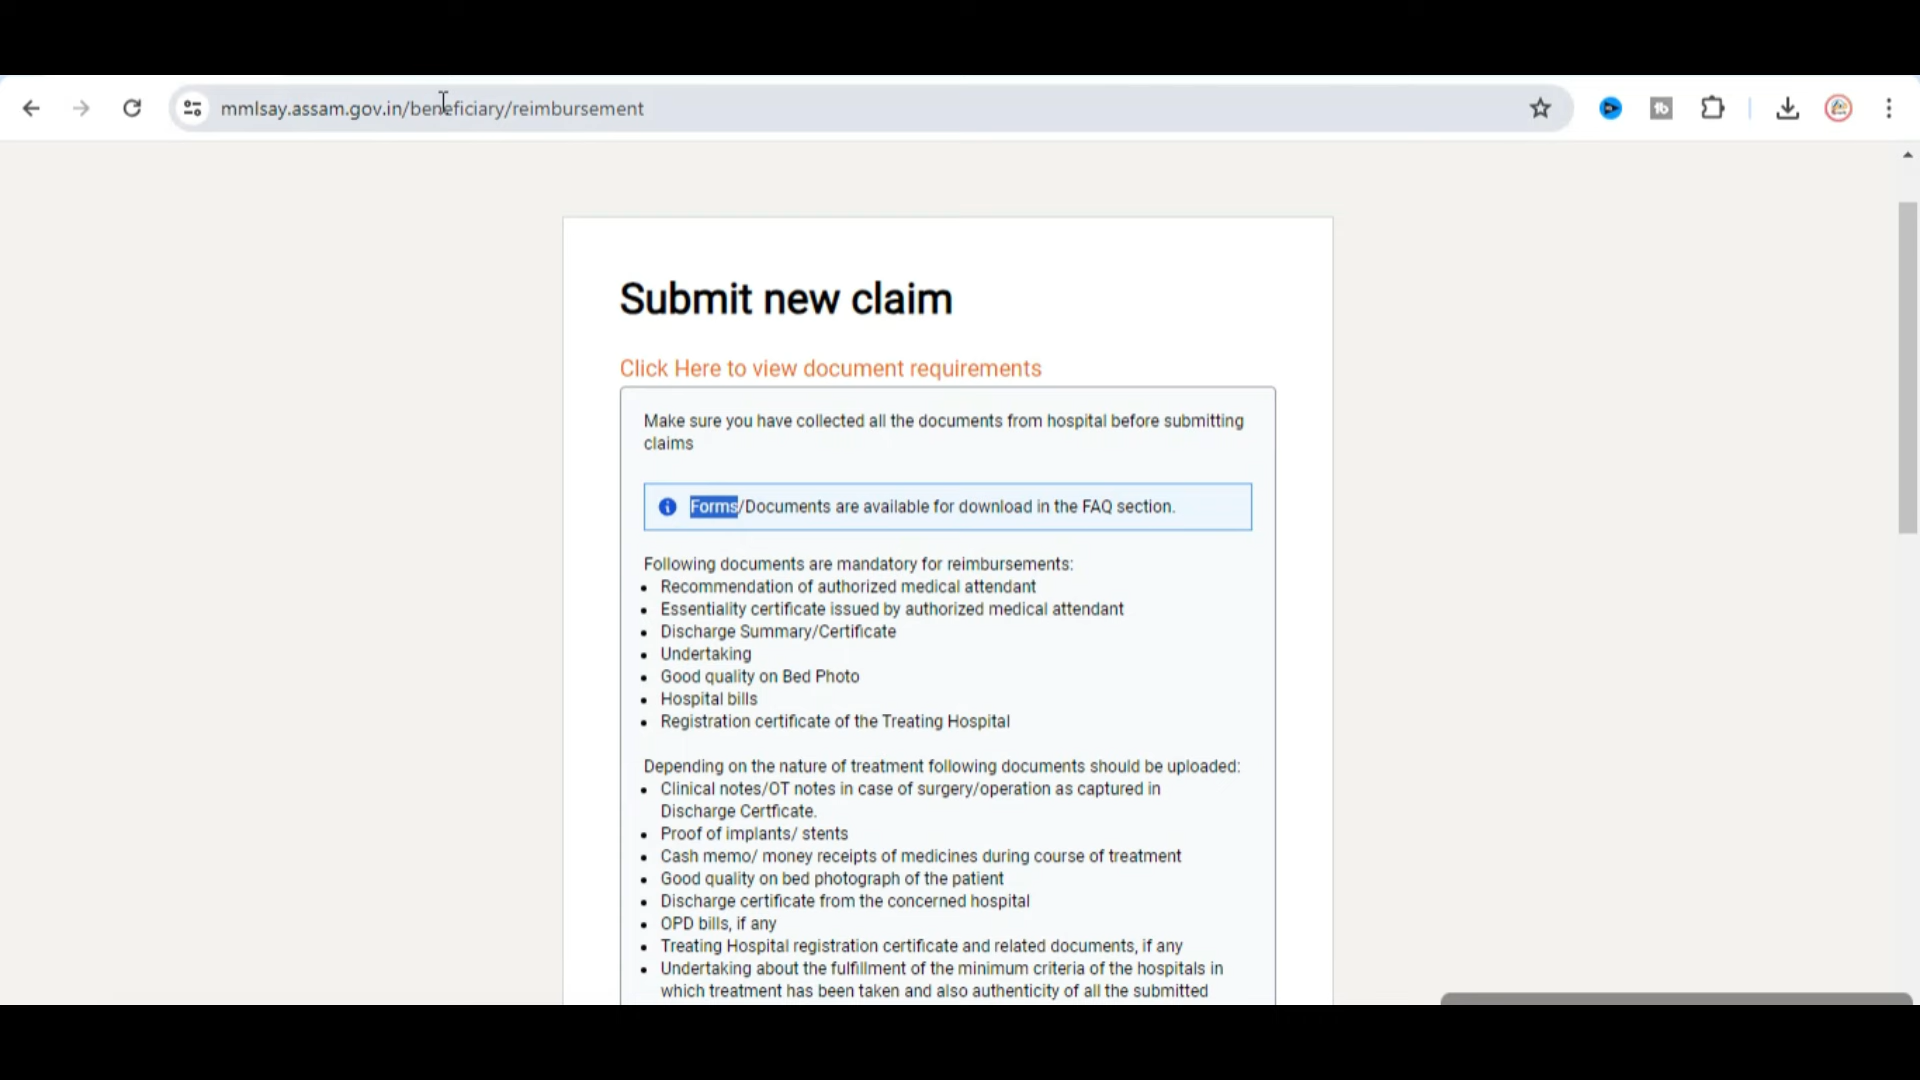 mmlsay.assam.gov.in/beneficiary/reimbursement
Submit new claim
Click Here to view document requirements
Make sure you have collected all the documents from hospital before submitting
claims
Forms/Documents are available for download in the FAQ section.
Following documents are mandatory for reimbursements:
• Recommendation of authorized medical attendant
• Essentiality certificate issued by authorized medical attendant
• Discharge Summary/Certificate
• Undertaking
• Good quality on Bed Photo
• Hospital bills
• Registration certificate of the Treating Hospital
Depending on the nature of treatment following documents should be uploaded:
• Clinical notes/OT notes in case of surgery/operation as captured in
Discharge Certficate.
• Proof of implants/ stents
• Cash memo/ money receipts of medicines during course of treatment
• Good quality on bed photograph of the patient
• Discharge certificate from the concerned hospital
• OPD bills, if any
• Treating Hospital registration certificate and related documents, if any
• Undertaking about the fulfillment of the minimum criteria of the hospitals in
which treatment has been taken and also authenticity of all the submitted